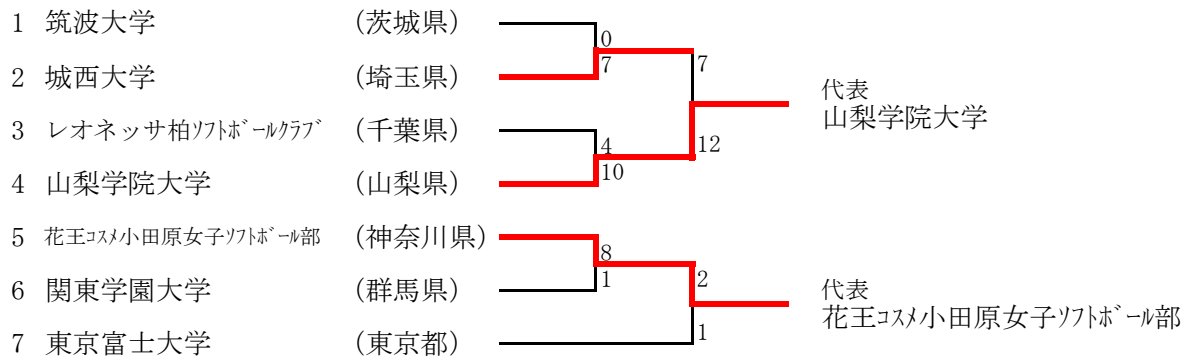 1 筑波大学 (茨城県)
0
7
2 城西大学 (埼玉県)
7
代表
山梨学院大学
3 レオネッサ柏ｿﾌﾄﾎﾞｰﾙｸﾗﾌﾞ (千葉県)
4
12
10
4 山梨学院大学 (山梨県)
5 花王ｺｽﾒ小田原女子ｿﾌﾄﾎﾞｰﾙ部 (神奈川県)
8
1
2
6 関東学園大学 (群馬県)
代表
花王ｺｽﾒ小田原女子ｿﾌﾄﾎﾞｰﾙ部
1
7 東京富士大学 (東京都)